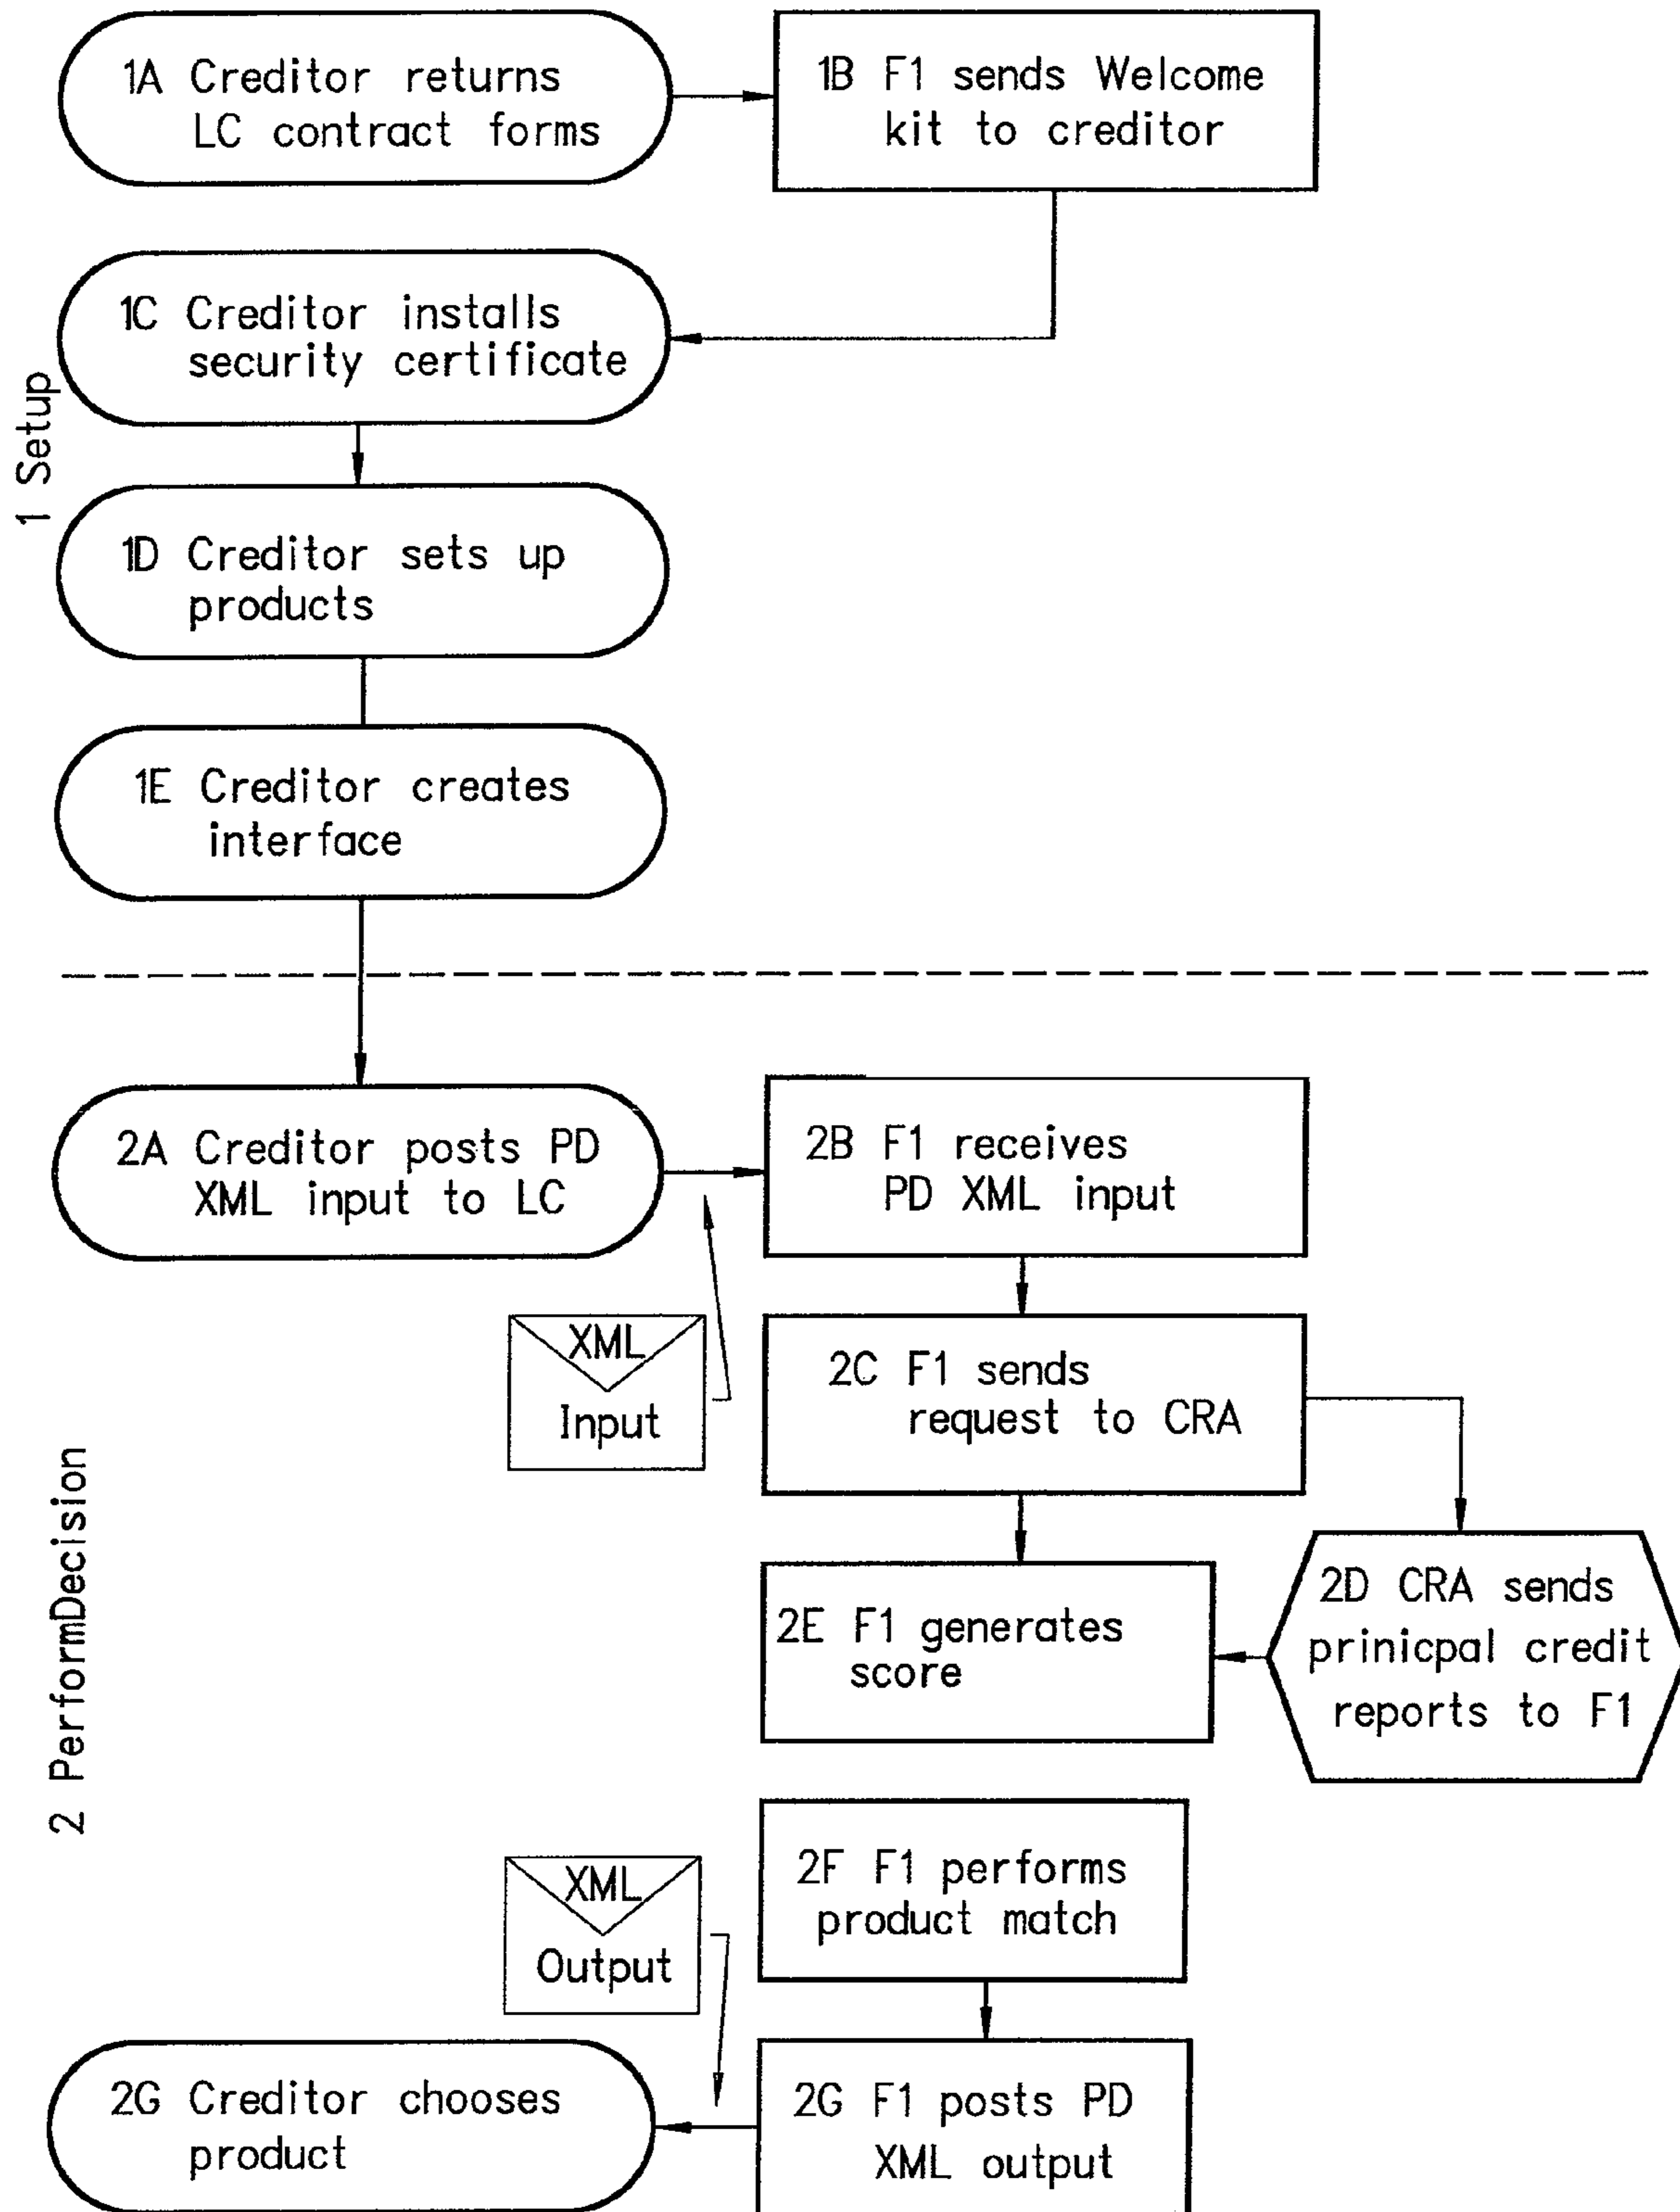 1A Creditor returns
LC contract forms
1B F1 sends Welcome
kit to creditor
1C Creditor installs
security certificate
1 Setup
1D Creditor sets up
products
1E Creditor creates
interface
2A Creditor posts PD
XML input to LC
2B F1 receives
PD XML input
XML
Input
2C F1 sends
request to CRA
2 PerformDecision
2D CRA sends
prinicpal credit
reports to F1
2E F1 generates
score
2F F1 performs
product match
XML
Output
2G F1 posts PD
XML output
2G Creditor chooses
product